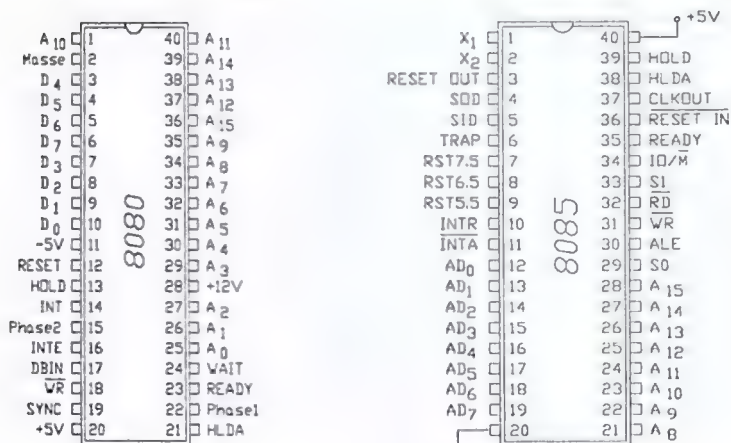 +5V
A10 1 40 A11
Masse 2 39 A14
D4 3 38 A13
D5 4 37 A12
D6 5 36 A15
D7 6 35 A9
D3 7 34 A8
D2 8 33 A7
D1 9 32 A6
D0 10 31 A5
-5V 11 30 A4
RESET 12 29 A3
HOLD 13 28 +12V
INT 14 27 A2
Phase2 15 26 A1
INTE 16 25 A0
DBIN 17 24 WAIT
WR 18 23 READY
SYNC 19 22 Phase1
+5V 20 21 HLDA
8080
X1 1 40
X2 2 39 HOLD
RESET OUT 3 38 HLDA
SOD 4 37 CLKOUT
SID 5 36 RESET IN
TRAP 6 35 READY
RST7.5 7 34 IO/M
RST6.5 8 33 S1
RST5.5 9 32 RD
INTR 10 31 WR
INTA 11 30 ALE
AD0 12 29 S0
AD1 13 28 A15
AD2 14 27 A14
AD3 15 26 A13
AD4 16 25 A12
AD5 17 24 A11
AD6 18 23 A10
AD7 19 22 A9
20 21 A8
8085